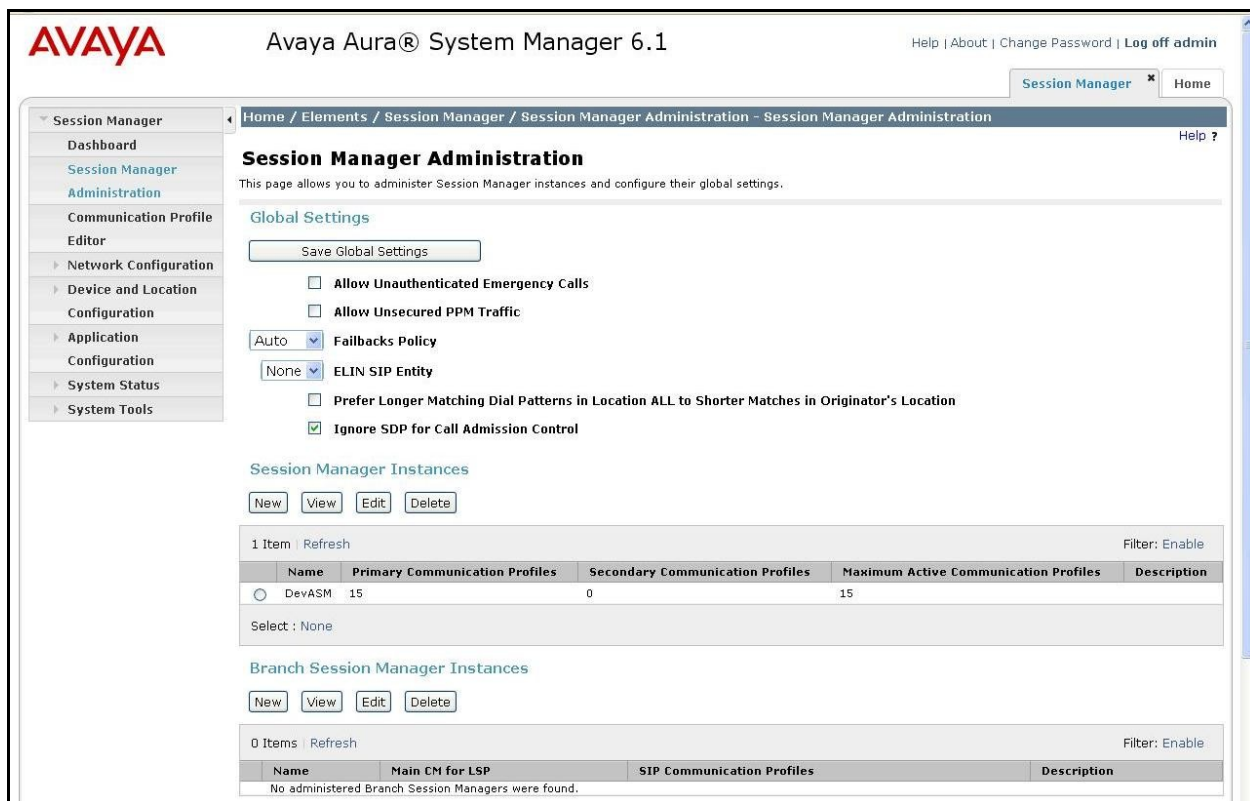 AVAYA
Avaya Aura® System Manager 6.1
Help | About | Change Password | Log off admin
Session Manager
Home
Session Manager
Dashboard
Session Manager
Administration
Communication Profile
Editor
Network Configuration
Device and Location
Configuration
Application
Configuration
System Status
System Tools
Home / Elements / Session Manager / Session Manager Administration - Session Manager Administration
Help ?
Session Manager Administration
This page allows you to administer Session Manager instances and configure their global settings.
Global Settings
Save Global Settings
Allow Unauthenticated Emergency Calls
Allow Unsecured PPM Traffic
Auto Failbacks Policy
None ELIN SIP Entity
Prefer Longer Matching Dial Patterns in Location ALL to Shorter Matches in Originator's Location
Ignore SDP for Call Admission Control
Session Manager Instances
New View Edit Delete
1 Item | Refresh Filter: Enable
Name Primary Communication Profiles Secondary Communication Profiles Maximum Active Communication Profiles Description
DevASM 15 0 15
Select : None
Branch Session Manager Instances
New View Edit Delete
0 Items | Refresh Filter: Enable
Name Main CM for LSP SIP Communication Profiles Description
No administered Branch Session Managers were found.